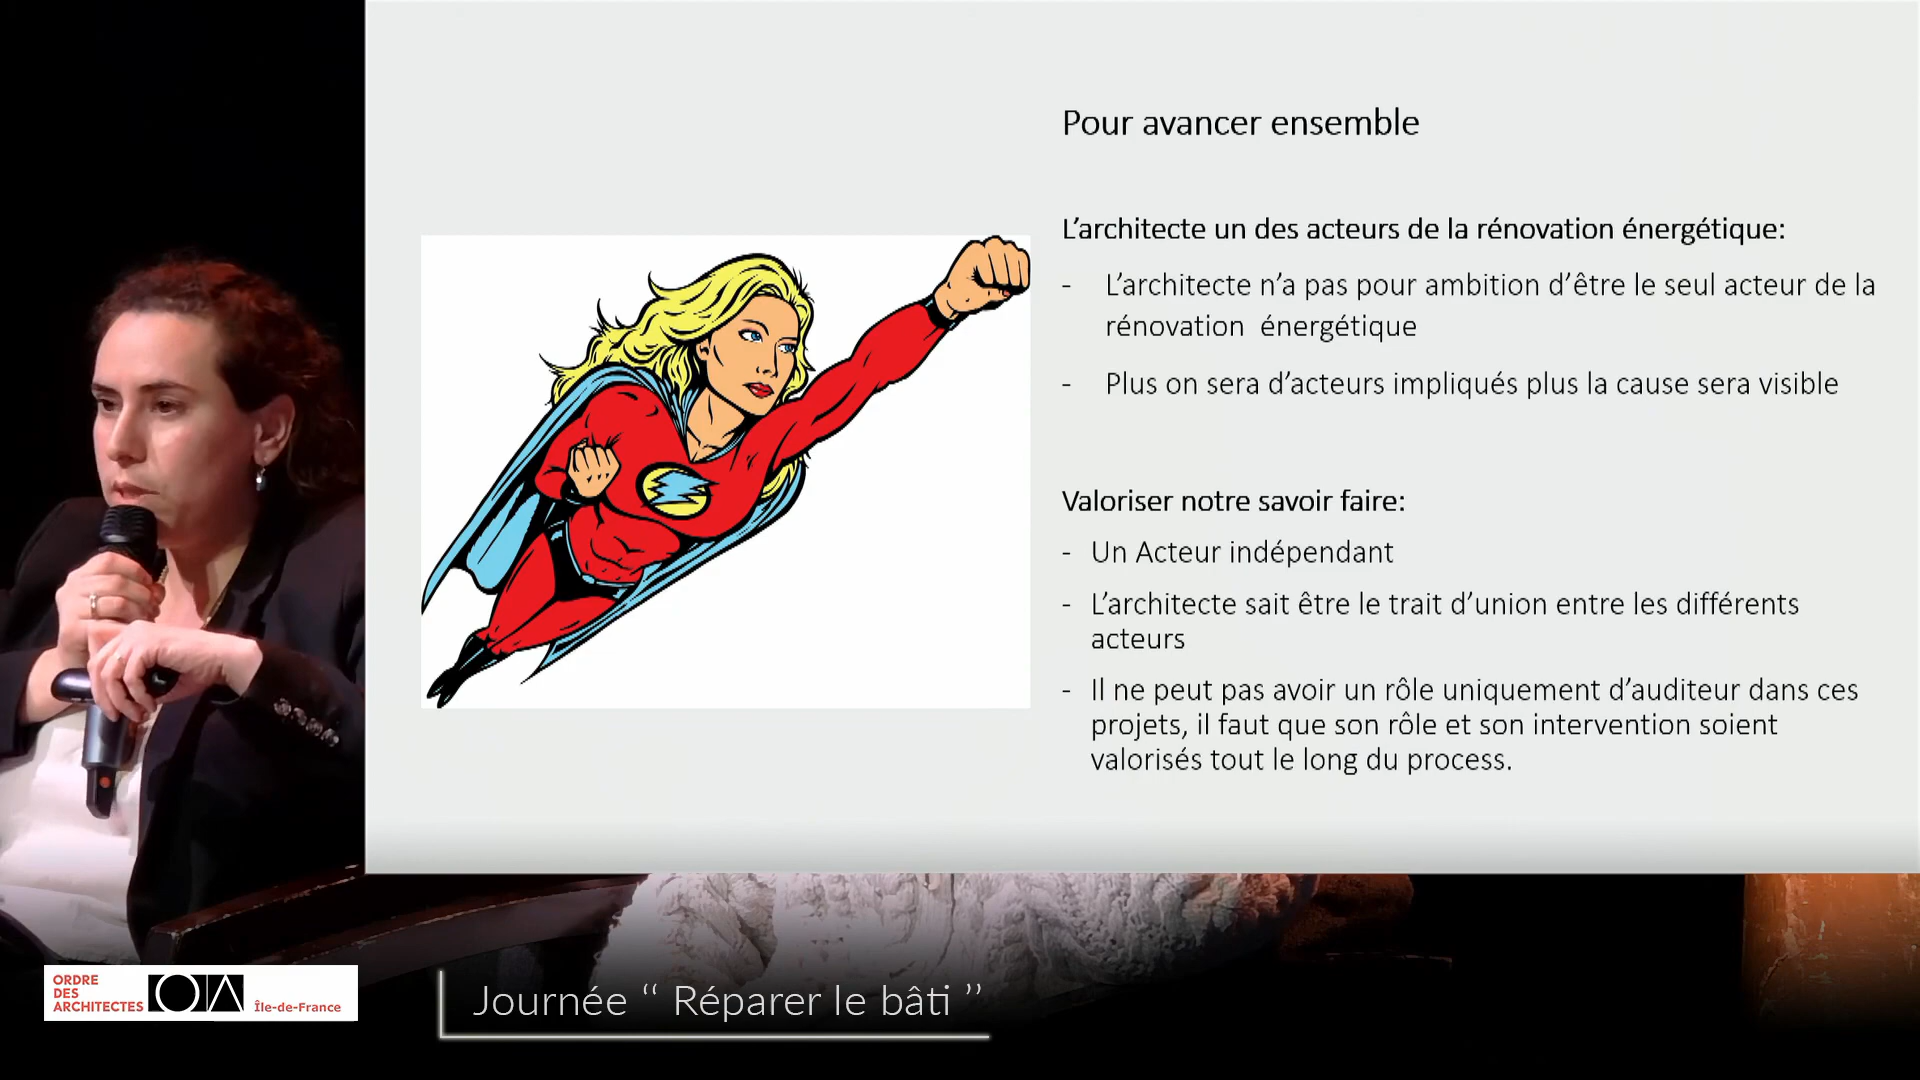 Pour avancer ensemble
L’architecte un des acteurs de la rénovation énergétique:
- L’architecte n’a pas pour ambition d’être le seul acteur de la
rénovation énergétique
- Plus on sera d’acteurs impliqués plus la cause sera visible
Valoriser notre savoir faire:
- Un Acteur indépendant
- L’architecte sait être le trait d’union entre les différents
acteurs
- Il ne peut pas avoir un rôle uniquement d’auditeur dans ces
projets, il faut que son rôle et son intervention soient
valorisés tout le long du process.
ORDRE
DES
ARCHITECTES
Île-de-France
Journée “ Réparer le bâti ”